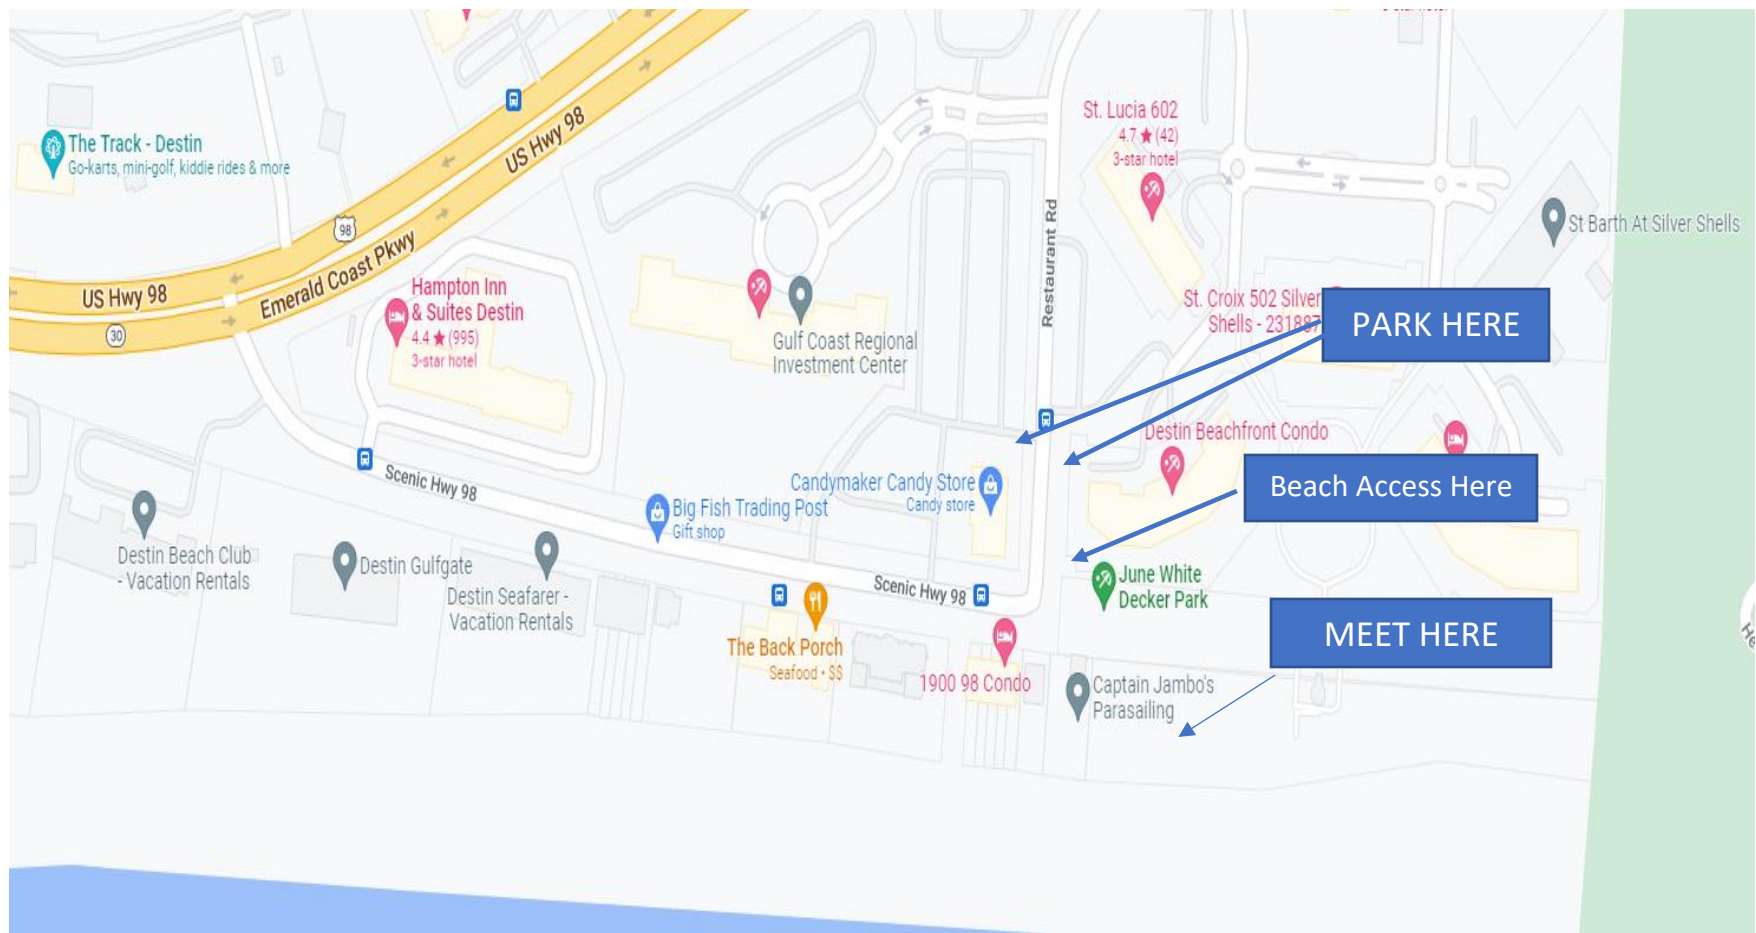 3-star hotel
The Track - Destin
Go-karts, mini-golf, kiddie rides & more
US Hwy 98
98
US Hwy 98
Emerald Coast Pkwy
30
St. Lucia 602
4.7 ★ (42)
3-star hotel
Restaurant Rd
St Barth At Silver Shells
Hampton Inn
& Suites Destin
4.4 ★ (995)
3-star hotel
Gulf Coast Regional
Investment Center
St. Croix 502 Silver
Shells - 231887
PARK HERE
Destin Beachfront Condo
Scenic Hwy 98
Candymaker Candy Store
Candy store
Beach Access Here
Big Fish Trading Post
Gift shop
Destin Beach Club
- Vacation Rentals
Destin Gulfgate
Destin Seafarer -
Vacation Rentals
Scenic Hwy 98
June White
Decker Park
The Back Porch
Seafood • $$
1900 98 Condo
MEET HERE
Captain Jambo's
Parasailing